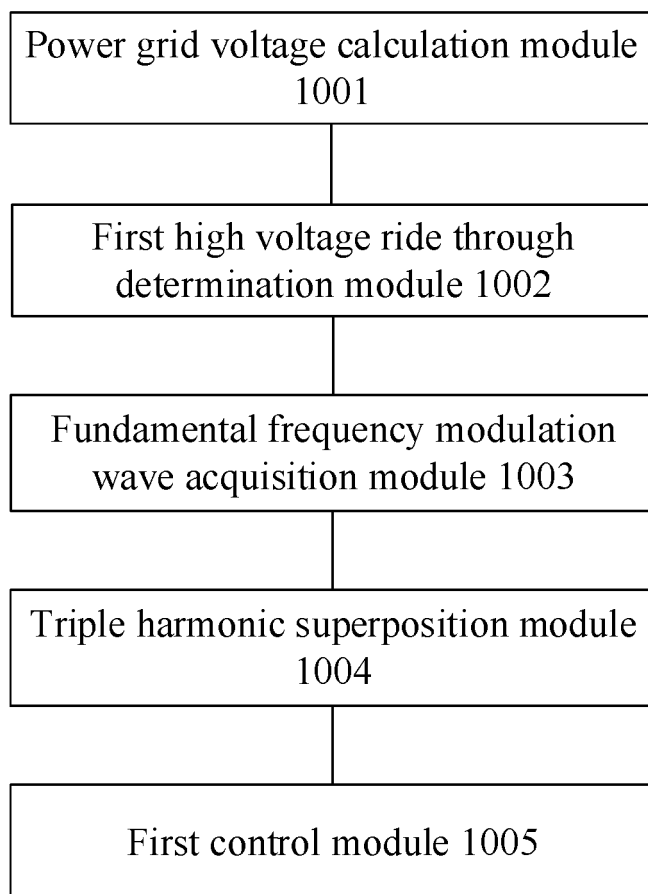 Power grid voltage calculation module
1001
First high voltage ride through
determination module 1002
Fundamental frequency modulation
wave acquisition module 1003
Triple harmonic superposition module
1004
First control module 1005